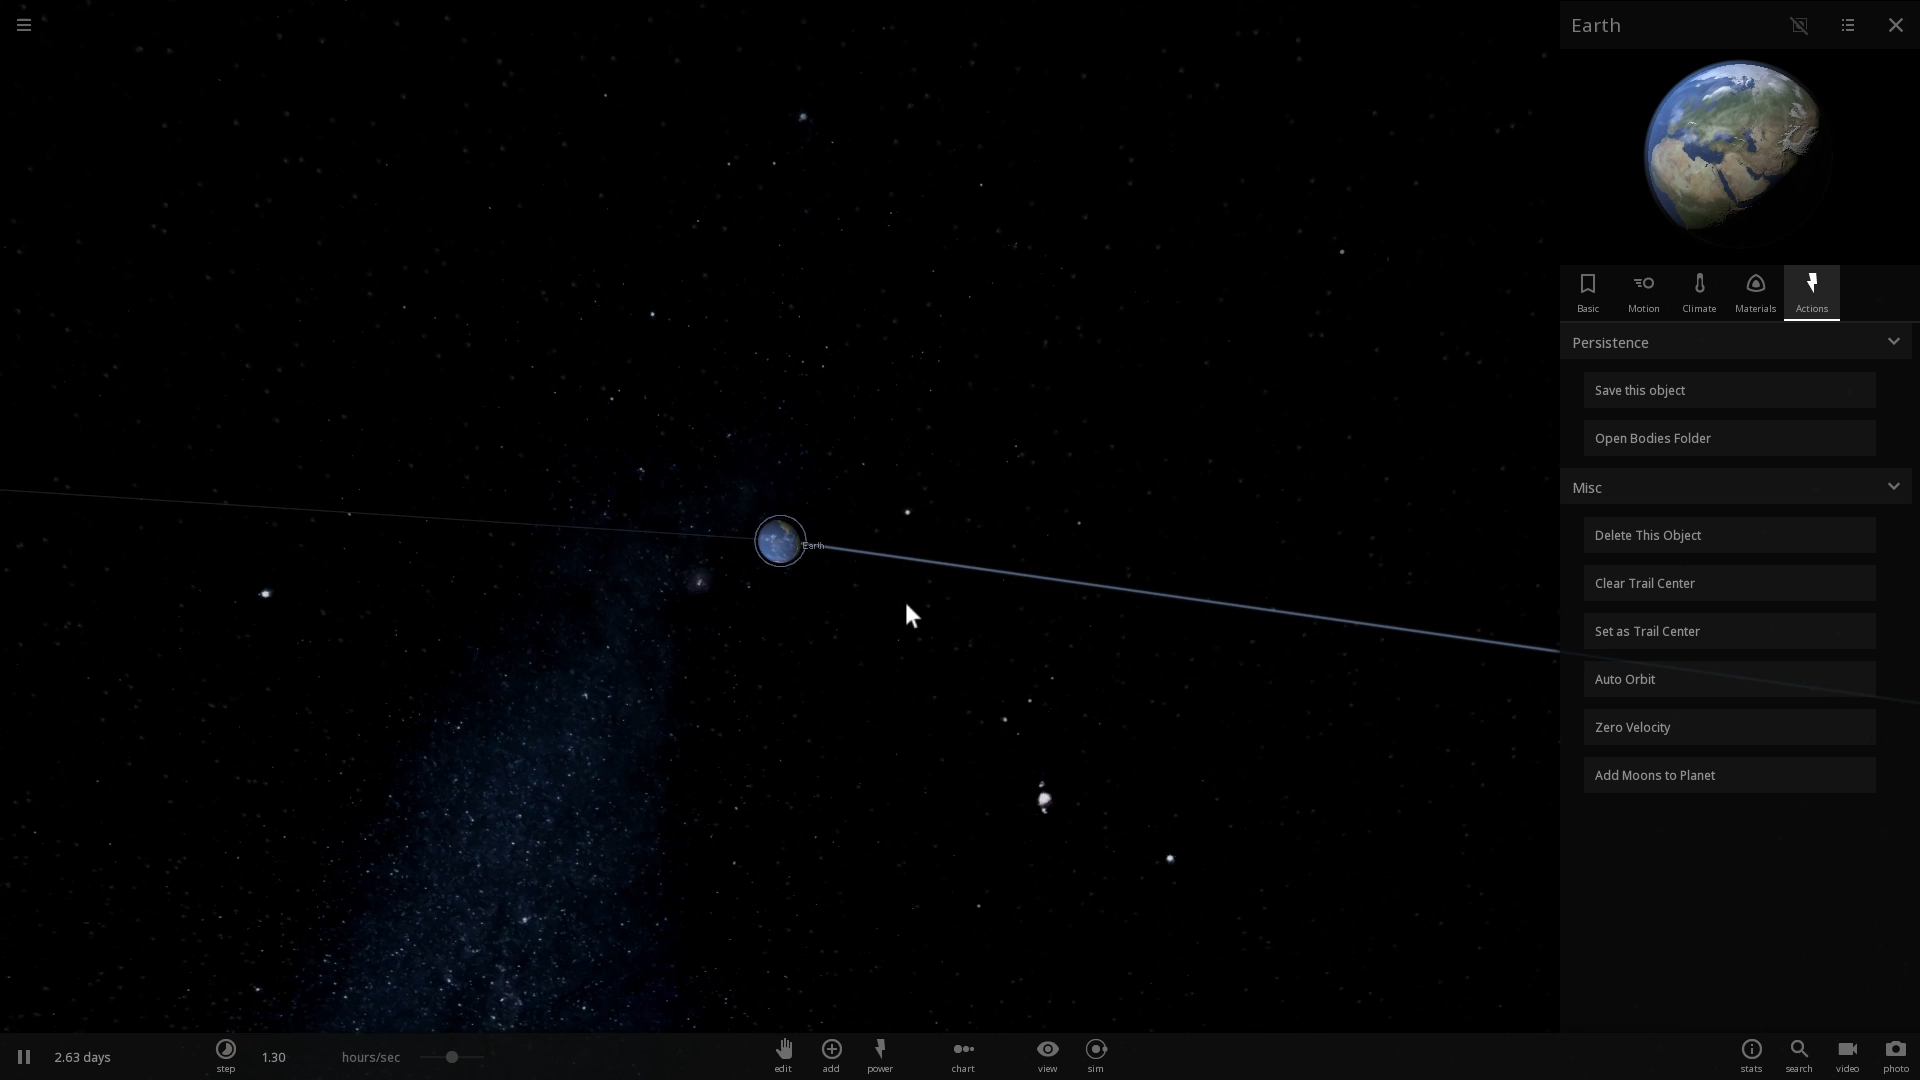 Earth
Basic
Motion
Climate
Materials
Actions
Persistence
Save this object
Open Bodies Folder
Misc
Delete This Object
Clear Trail Center
Set as Trail Center
Auto Orbit
Zero Velocity
Add Moons to Planet
Earth
2.63 days
step
1.30
hours/sec
edit
add
power
chart
view
sim
stats
search
video
photo